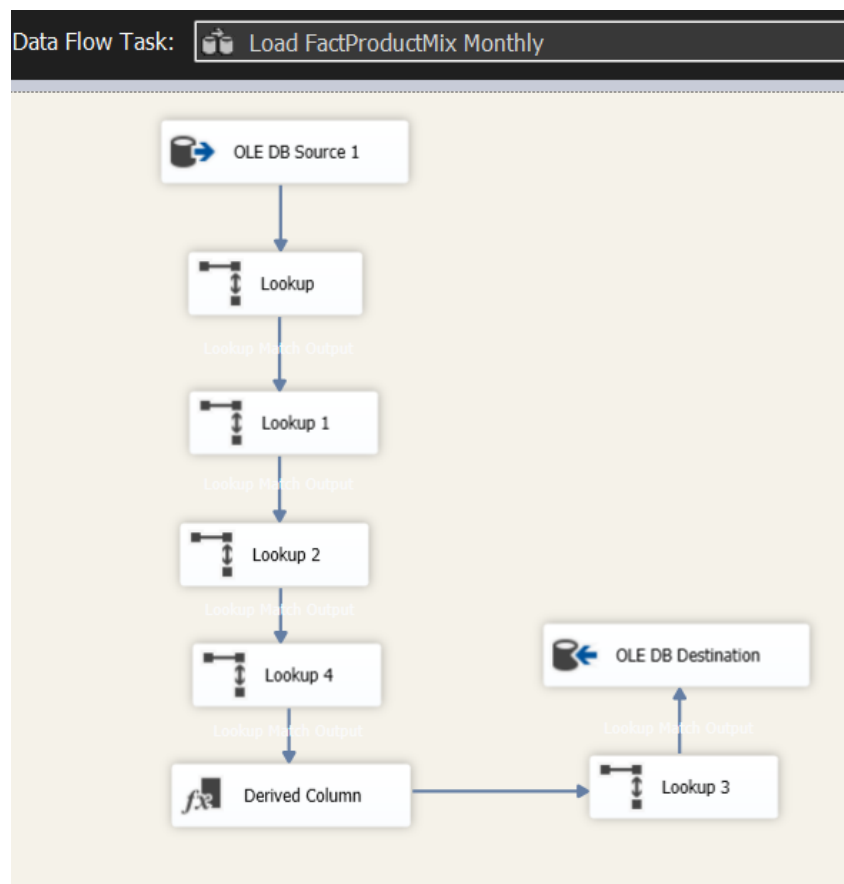 Data Flow Task: Load FactProductMix Monthly
OLE DB Source 1
Lookup
Lookup Match Output
Lookup 1
Lookup Match Output
Lookup 2
Lookup Match Output
Lookup 4
Lookup Match Output
fx Derived Column
OLE DB Destination
Lookup Match Output
Lookup 3